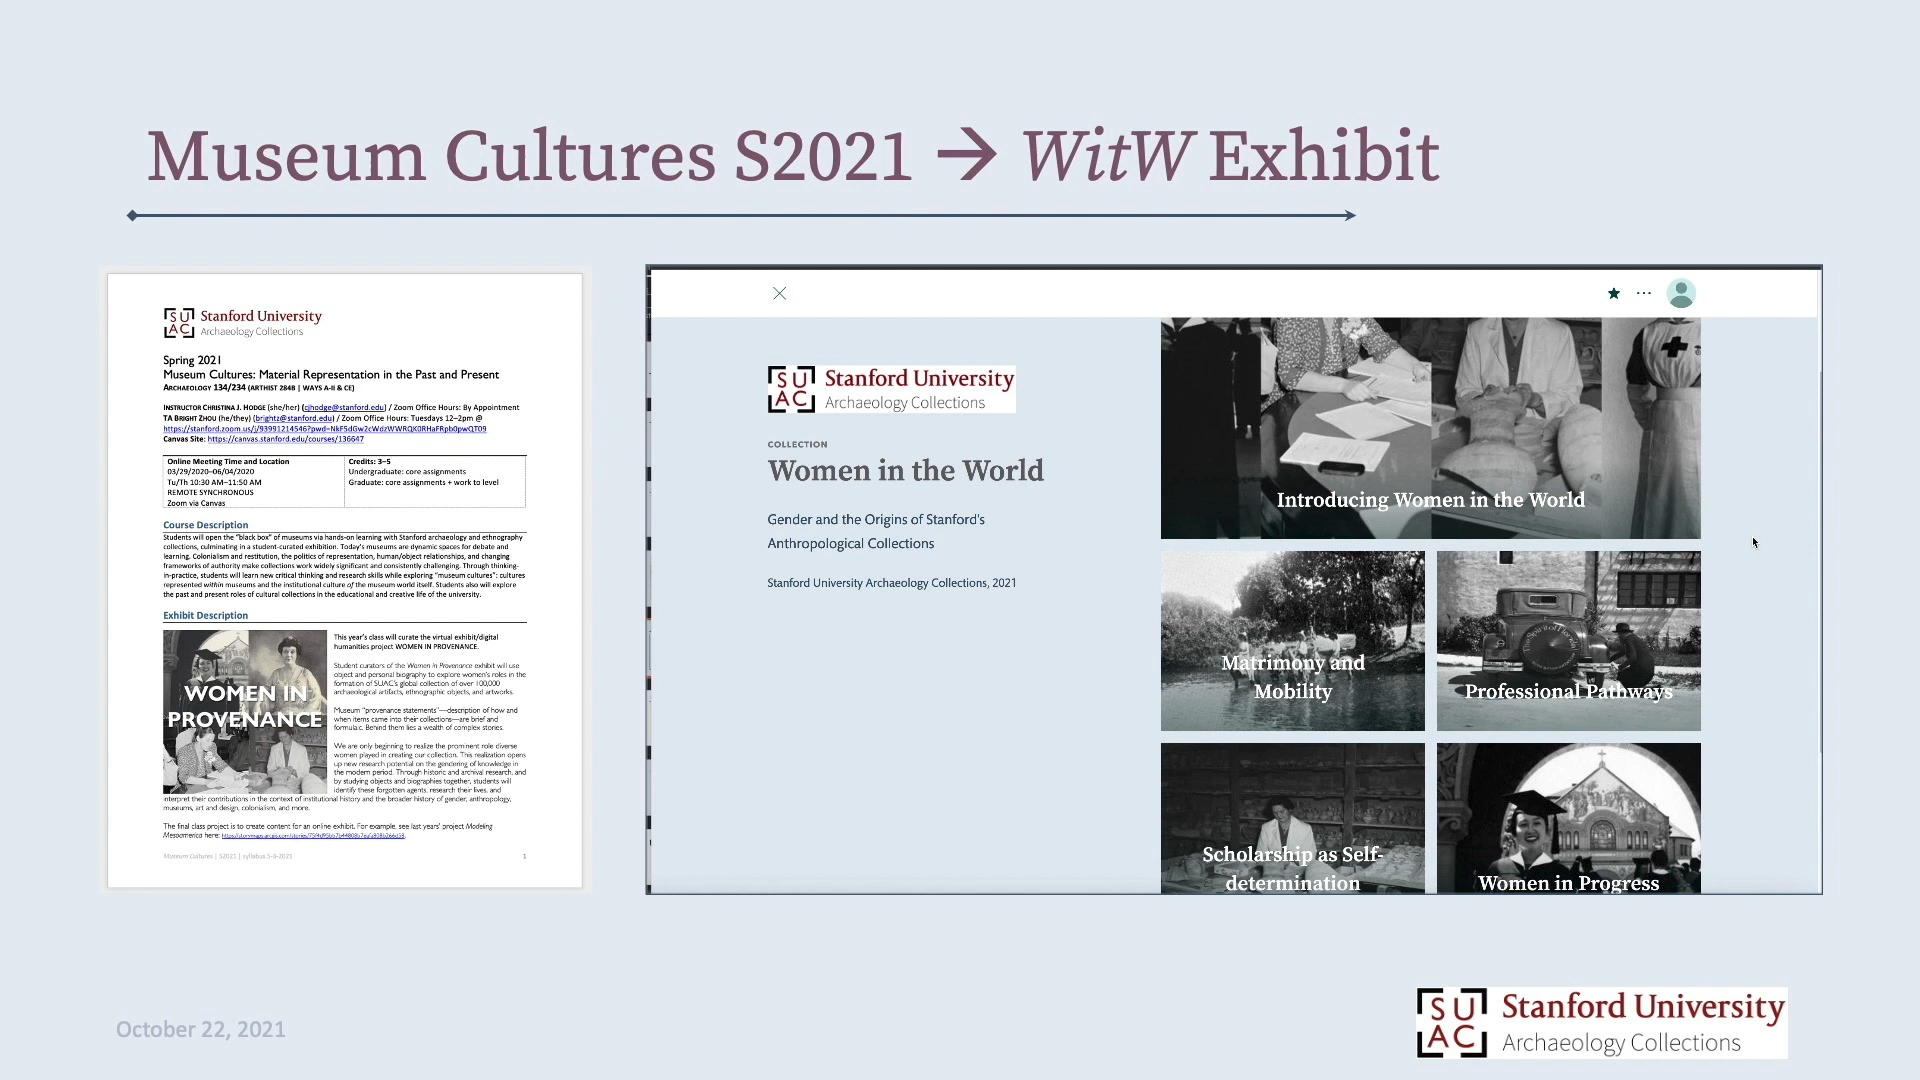 Museum Cultures S2021 → WitW Exhibit
SU
AC
Stanford University
Archaeology Collections
Spring 2021
Museum Cultures: Material Representation in the Past and Present
ARCHAEOLOGY 134/234 (ARTHIST 284B | WAYS A-II & CE)
INSTRUCTOR CHRISTINA J. HODGE (she/her) (cjhodge@stanford.edu) / Zoom Office Hours: By Appointment
TA BRIGHT ZHOU (he/they) (brightz@stanford.edu) / Zoom Office Hours: Tuesdays 12–2pm @
Canvas Site: https://canvas.stanford.edu/courses/136647
Online Meeting Time and Location
03/29/2020–06/04/2020
Tu/Th 10:30 AM–11:50 AM
REMOTE SYNCHRONOUS
Zoom via Canvas
Credits: 3–5
Undergraduate: core assignments
Graduate: core assignments + work to level
Course Description
Students will open the "black box" of museums via hands-on learning with Stanford archaeology and ethnography
collections, culminating in a student-curated exhibition. Today's museums are dynamic spaces for debate and
learning. Colonialism and restitution, the politics of representation, human/object relationships, and changing
frameworks of authority make collections work widely significant and consistently challenging. Through thinking-
in-practice, students will learn new critical thinking and research skills while exploring "museum cultures": cultures
represented within museums and the institutional culture of the museum world itself. Students also will explore
the past and present roles of cultural collections in the educational and creative life of the university.
Exhibit Description
WOMEN IN
PROVENANCE
This year's class will curate the virtual exhibit/digital
humanities project WOMEN IN PROVENANCE.
Student curators of the Women in Provenance exhibit will use
object and personal biography to explore women's roles in the
formation of SUAC's global collection of over 100,000
archaeological artifacts, ethnographic objects, and artworks.
Museum "provenance statements"—description of how and
when items came into their collections—are brief and
formulaic. Behind them lies a wealth of complex stories.
We are only beginning to realize the prominent role diverse
women played in creating our collection. This realization opens
up new research potential on the gendering of knowledge in
the modern period. Through historic and archival research, and
by studying objects and biographies together, students will
identify these forgotten agents, research their lives, and
interpret their contributions in the context of institutional history and the broader history of gender, anthropology,
museums, art and design, colonialism, and more.
The final class project is to create content for an online exhibit. For example, see last years' project Modeling
Mesoamerica here:
Museum Cultures | S2021 | syllabus 5-8-2021
1
SU
AC
Stanford University
Archaeology Collections
COLLECTION
Women in the World
Gender and the Origins of Stanford's
Anthropological Collections
Stanford University Archaeology Collections, 2021
Introducing Women in the World
Matrimony and
Mobility
Professional Pathways
Scholarship as Self-
determination
Women in Progress
October 22, 2021
SU
AC
Stanford University
Archaeology Collections